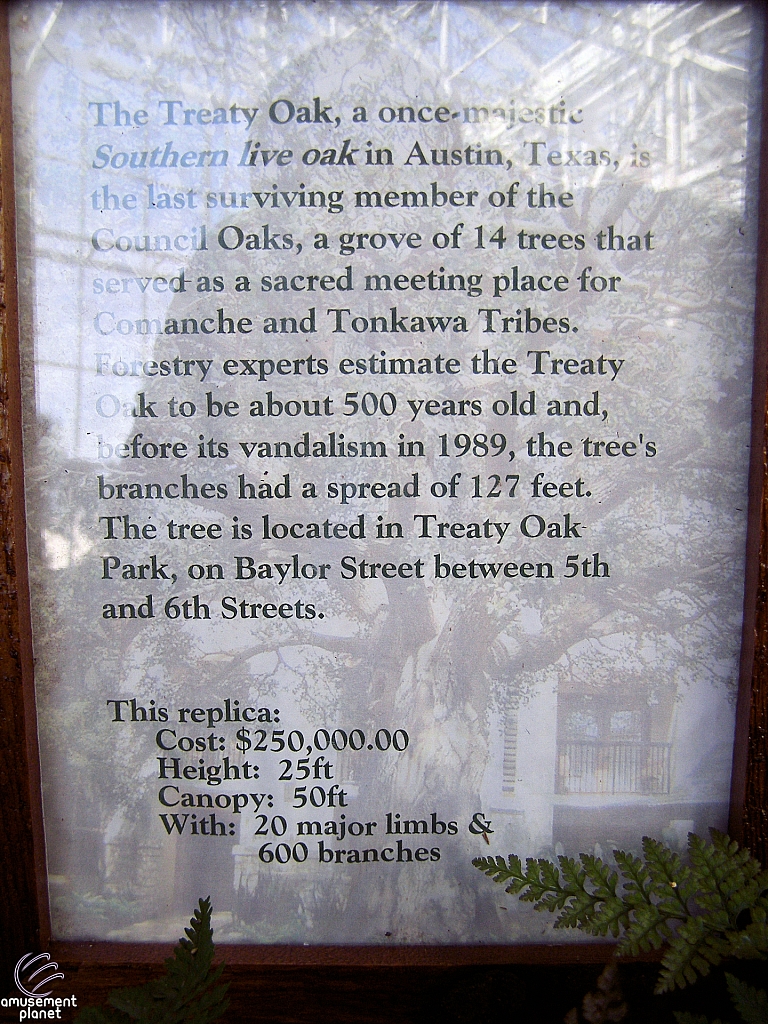 The Treaty Oak, a once-majestic
Southern live oak in Austin, Texas, is
the last surviving member of the
Council Oaks, a grove of 14 trees that
served as a sacred meeting place for
Comanche and Tonkawa Tribes.
Forestry experts estimate the Treaty
Oak to be about 500 years old and,
before its vandalism in 1989, the tree's
branches had a spread of 127 feet.
The tree is located in Treaty Oak
Park, on Baylor Street between 5th
and 6th Streets.
This replica:
Cost: $250,000.00
Height: 25ft
Canopy: 50ft
With: 20 major limbs &
600 branches
amusement
planet